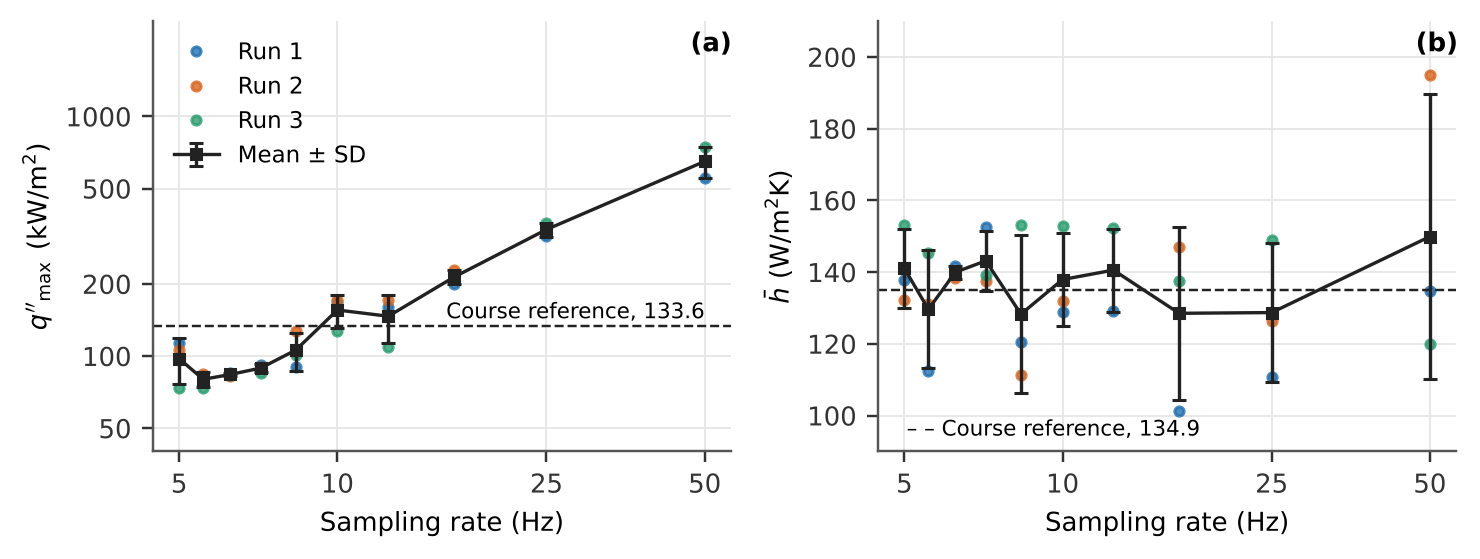 (a)
Run 1
Run 2
Run 3
Mean ± SD
1000
500
200
100
50
q″max (kW/m²)
Course reference, 133.6
5 10 25 50
Sampling rate (Hz)
(b)
200
180
160
140
120
100
h̄ (W/m²K)
Course reference, 134.9
5 10 25 50
Sampling rate (Hz)